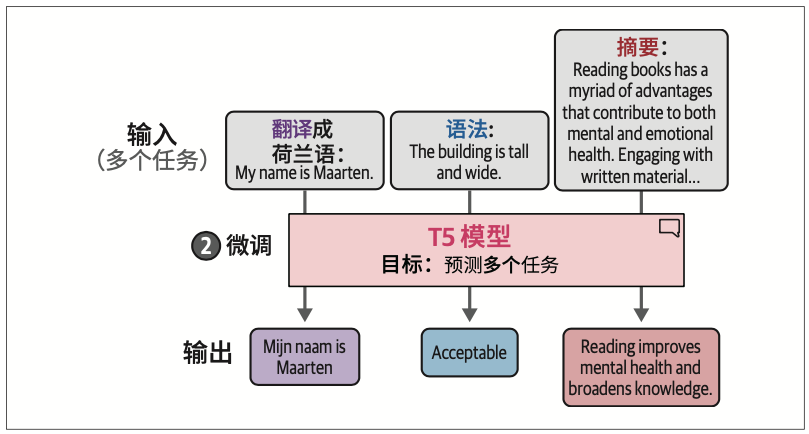 输入
（多个任务）
翻译成
荷兰语：
My name is Maarten.
语法:
The building is tall
and wide.
摘要：
Reading books has a
myriad of advantages
that contribute to both
mental and emotional
health. Engaging with
written material...
2 微调
T5 模型
目标：预测多个任务
输出
Mijn naam is
Maarten
Acceptable
Reading improves
mental health and
broadens knowledge.